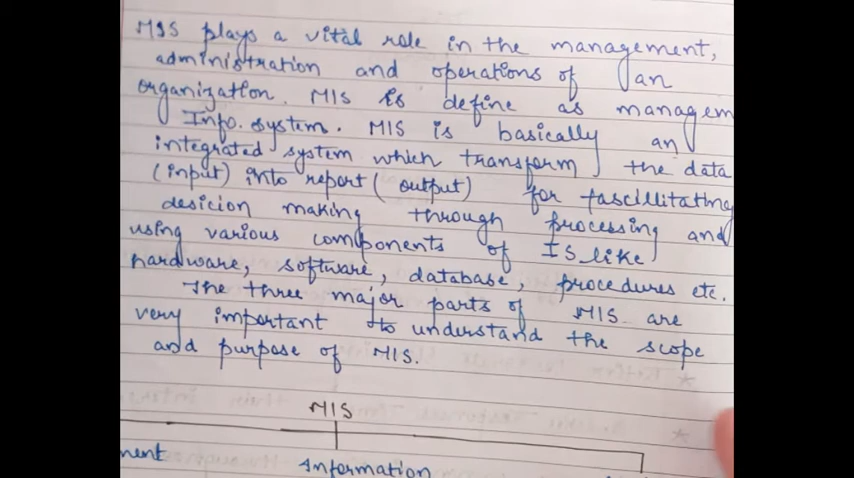 MIS plays a vital role in the management,
administration and operations of an
organization. MIS is define as managem
Info. system. MIS is basically an
integrated system which transform the data
(input) into report (output) for fascillitating
desicion making through processing and
using various components of IS like
hardware, software, database, procedures etc.
The three major parts of MIS are
very important to understand the scope
and purpose of MIS.
MIS
nment
Information